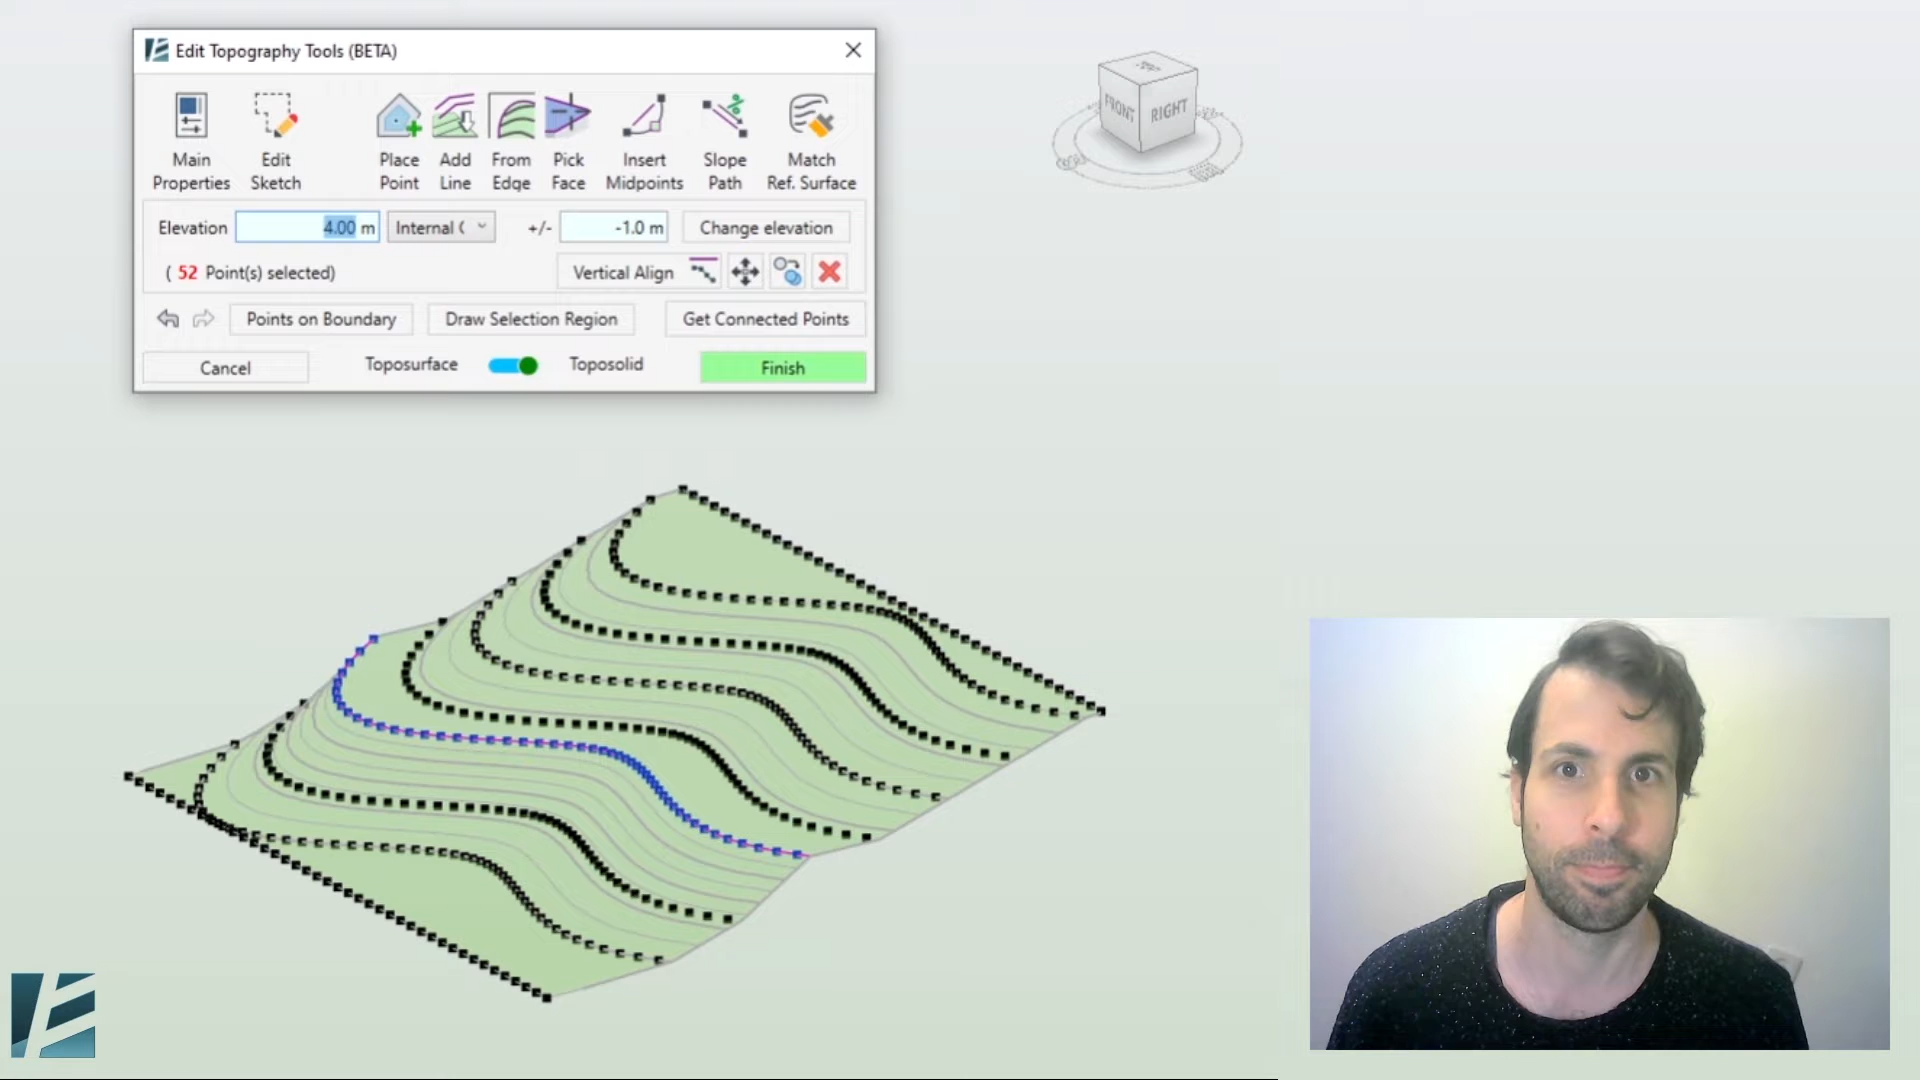 Edit Topography Tools (BETA)
Main Properties
Edit Sketch
Place Point
Add Line
From Edge
Pick Face
Insert Midpoints
Slope Path
Match Ref. Surface
Elevation 4.00 m Internal ( +/- -1.0 m Change elevation
( 52 Point(s) selected) Vertical Align
Points on Boundary Draw Selection Region Get Connected Points
Cancel Toposurface Toposolid Finish
FRONT RIGHT